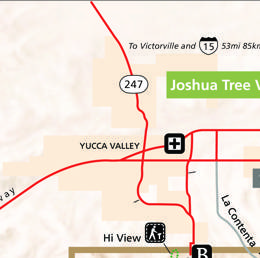 To Victorville and 15 53mi 85km
247
Joshua Tree V
YUCCA VALLEY
way
La Contenta
Hi View
B